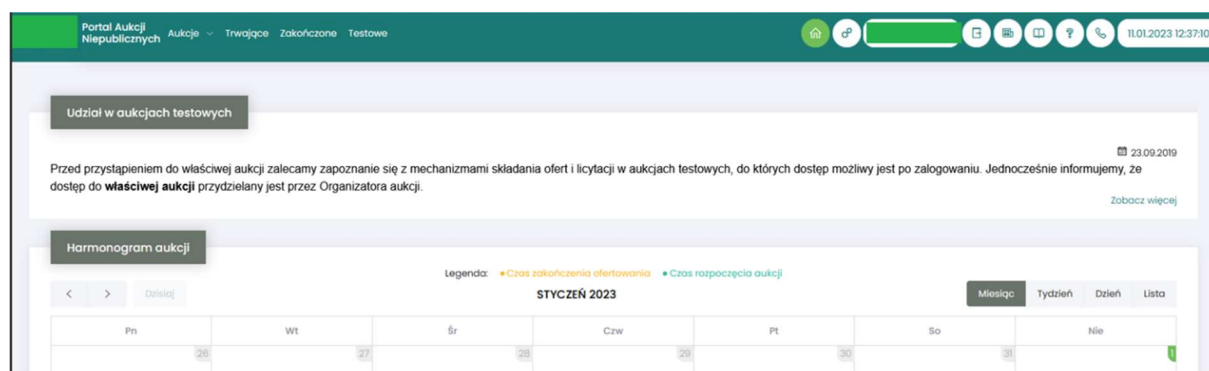 Portal Aukcji
Niepublicznych
Aukcje Trwające Zakończone Testowe
11.01.2023 12:37:10
Udział w aukcjach testowych
23.09.2019
Przed przystąpieniem do właściwej aukcji zalecamy zapoznanie się z mechanizmami składania ofert i licytacji w aukcjach testowych, do których dostęp możliwy jest po zalogowaniu. Jednocześnie informujemy, że
dostęp do właściwej aukcji przydzielany jest przez Organizatora aukcji.
Zobacz więcej
Harmonogram aukcji
Legenda: Czas zakończenia ofertowania Czas rozpoczęcia aukcji
Dzisiaj STYCZEŃ 2023 Miesiąc Tydzień Dzień Lista
Pn Wt Śr Czw Pt So Nie
26 27 28 29 30 31 1